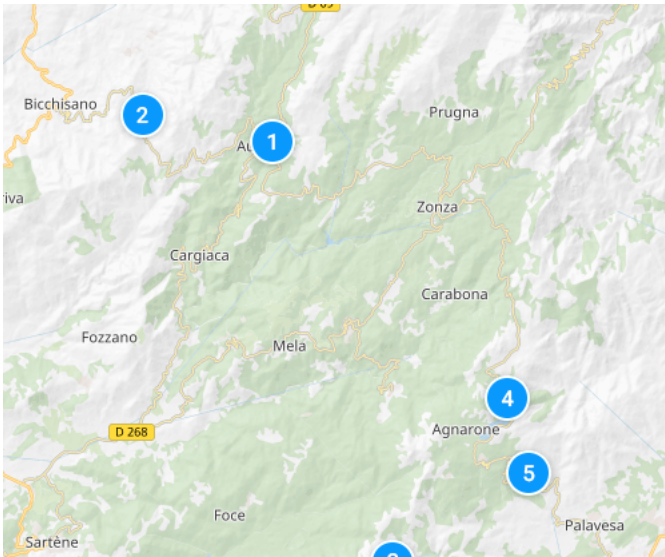 Bicchisano
2
Prugna
1
Zonza
Cargiaca
Carabona
Fozzano
Mela
4
D 268
Agnarone
5
Foce
Palavesa
Sartène